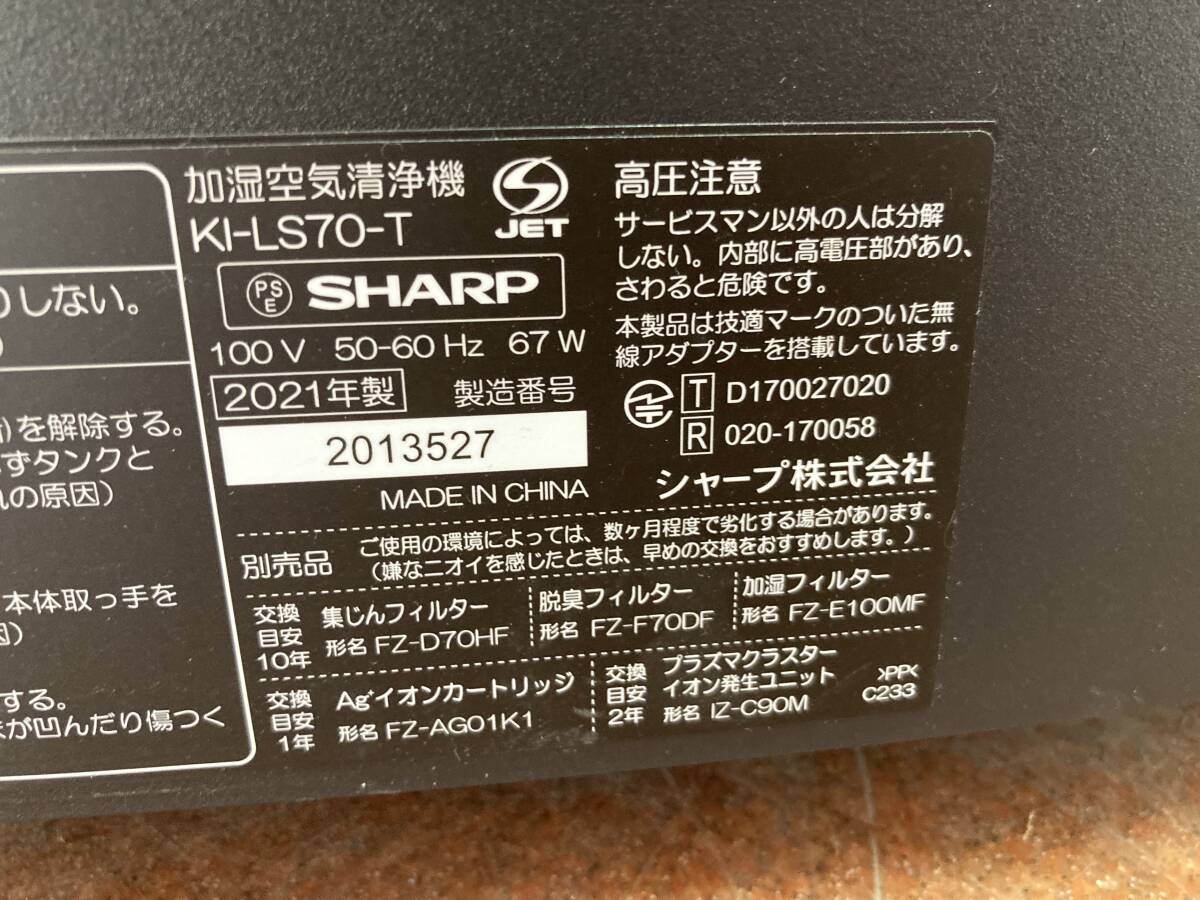 りしない。
を解除する。
ずタンクと
れの原因)
本体取っ手を
因)
する。
が凹んだり傷つく
加湿空気清浄機
KI-LS70-T
JET
PSE SHARP
100V 50-60Hz 67W
2021年製 製造番号
2013527
MADE IN CHINA
高圧注意
サービスマン以外の人は分解
しない。内部に高電圧部があり、
さわると危険です。
本製品は技適マークのついた無
線アダプターを搭載しています。
T D170027020
R 020-170058
シャープ株式会社
別売品
ご使用の環境によっては、数ヶ月程度で劣化する場合があります。
(嫌なニオイを感じたときは、早めの交換をおすすめします。)
交換
目安
10年
集じんフィルター
形名 FZ-D70HF
脱臭フィルター
形名 FZ-F70DF
加湿フィルター
形名 FZ-E100MF
交換
目安
1年
Ag+イオンカートリッジ
形名 FZ-AG01K1
交換
目安
2年
プラズマクラスター
イオン発生ユニット
形名 IZ-C90M
>PP<
C233